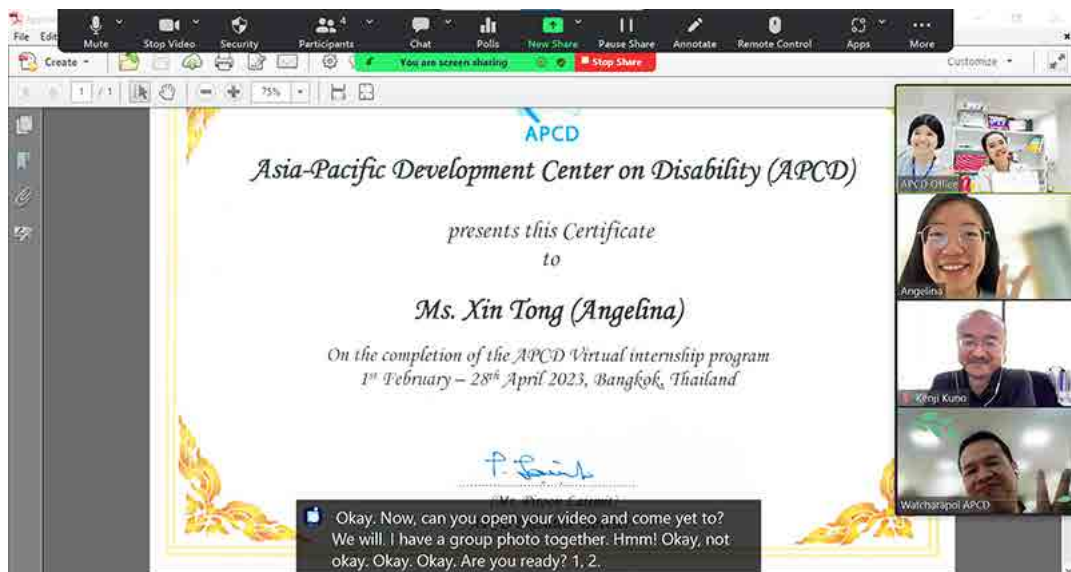 4
Mute
Stop Video
Security
Participants
Chat
Polls
New Share
Pause Share
Annotate
Remote Control
Apps
More
File Edit
You are screen sharing
Stop Share
Create
Customize
1 / 1
75%
APCD
Asia-Pacific Development Center on Disability (APCD)
presents this Certificate
to
Ms. Xin Tong (Angelina)
On the completion of the APCD Virtual internship program
1st February – 28th April 2023, Bangkok, Thailand
APCD Office
Angelina
Kenji Kuno
Watcharapol APCD
Okay. Now, can you open your video and come yet to?
We will. I have a group photo together. Hmm! Okay, not
okay. Okay. Okay. Are you ready? 1, 2.